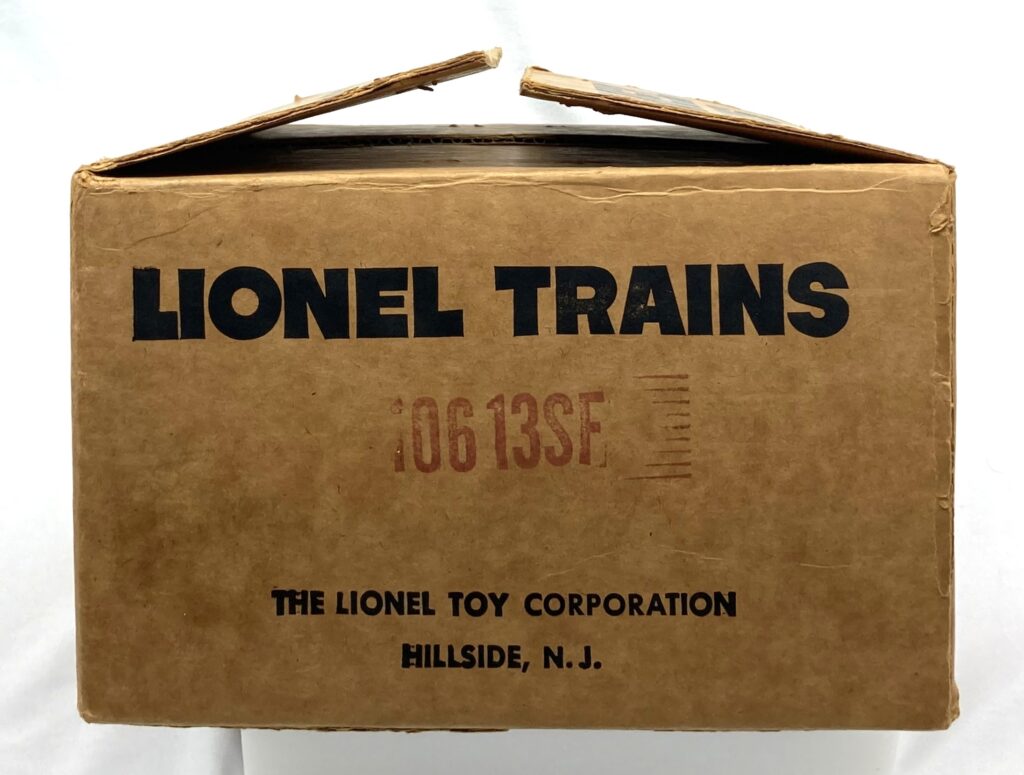 LIONEL TRAINS
10613SF
THE LIONEL TOY CORPORATION
HILLSIDE, N. J.